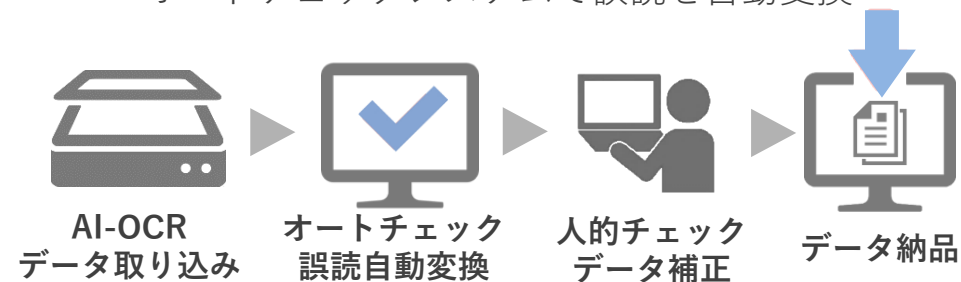 AI-OCR
データ取り込み
オートチェック
誤読自動変換
人的チェック
データ補正
データ納品